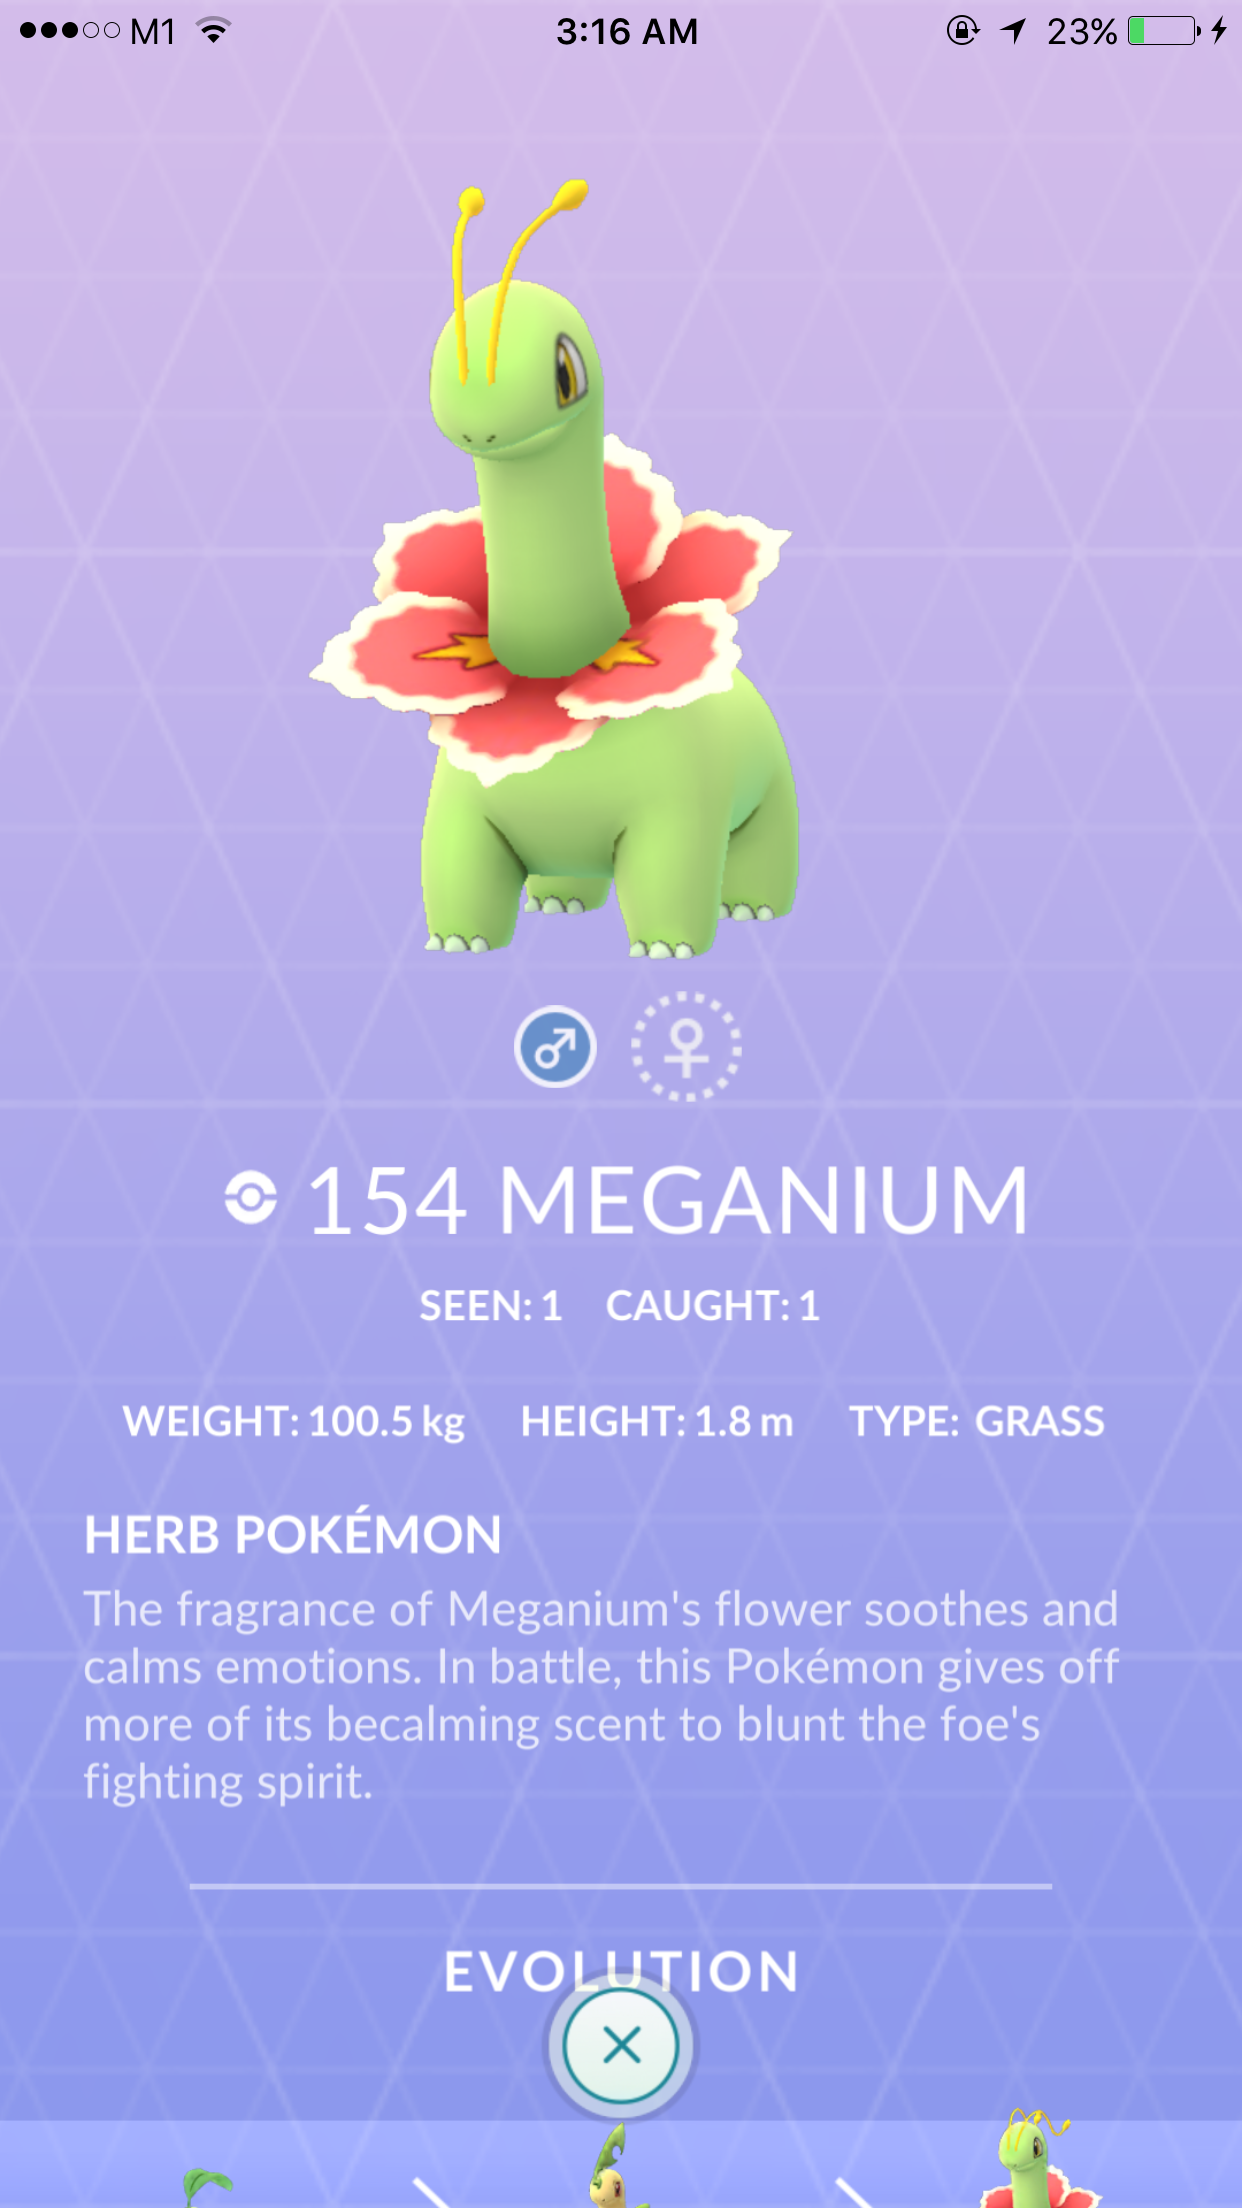 M1 3:16 AM 23%
154 MEGANIUM
SEEN: 1 CAUGHT: 1
WEIGHT: 100.5 kg HEIGHT: 1.8 m TYPE: GRASS
HERB POKÉMON
The fragrance of Meganium's flower soothes and
calms emotions. In battle, this Pokémon gives off
more of its becalming scent to blunt the foe's
fighting spirit.
EVOLUTION